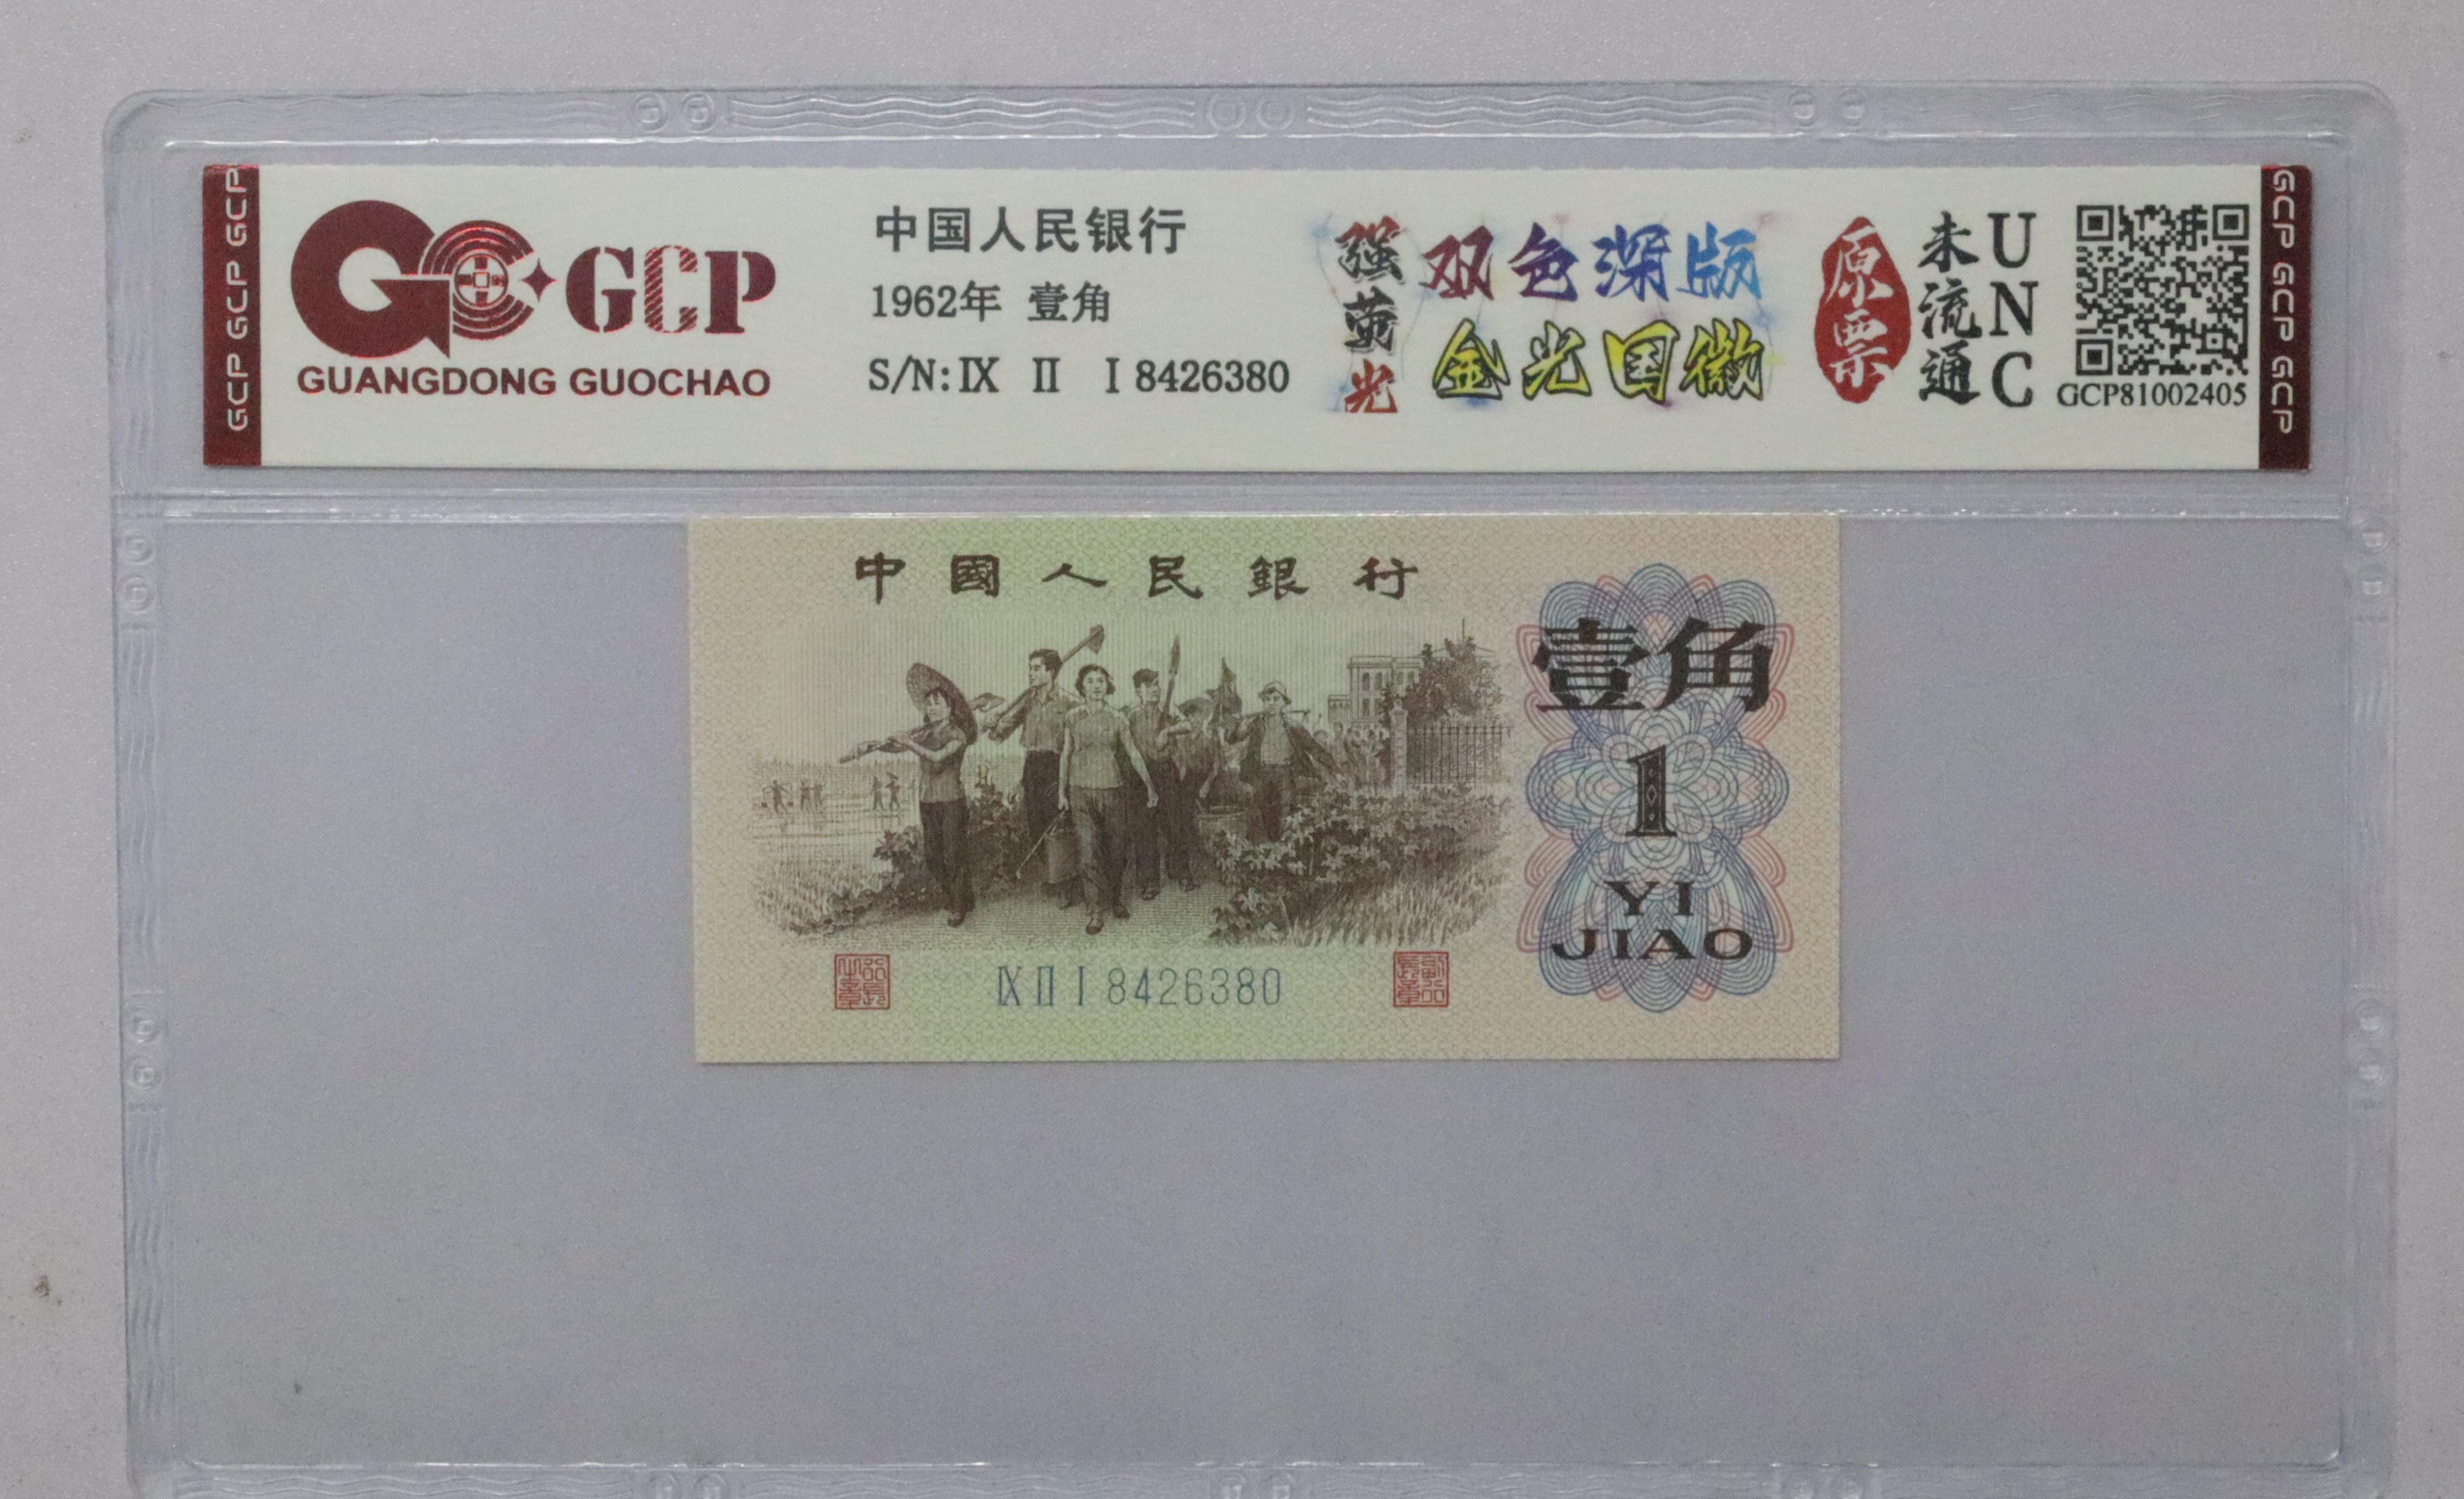 GCP GCP GCP
GCP
GUANGDONG GUOCHAO
中国人民银行
1962年 壹角
S/N: IX II I 8426380
强荧光
双色深版
金光国徽
原票
未流通
UNC
GCP81002405
GCP GCP GCP
中國人民銀行
壹角
1
YI
JIAO
IX II I 8426380